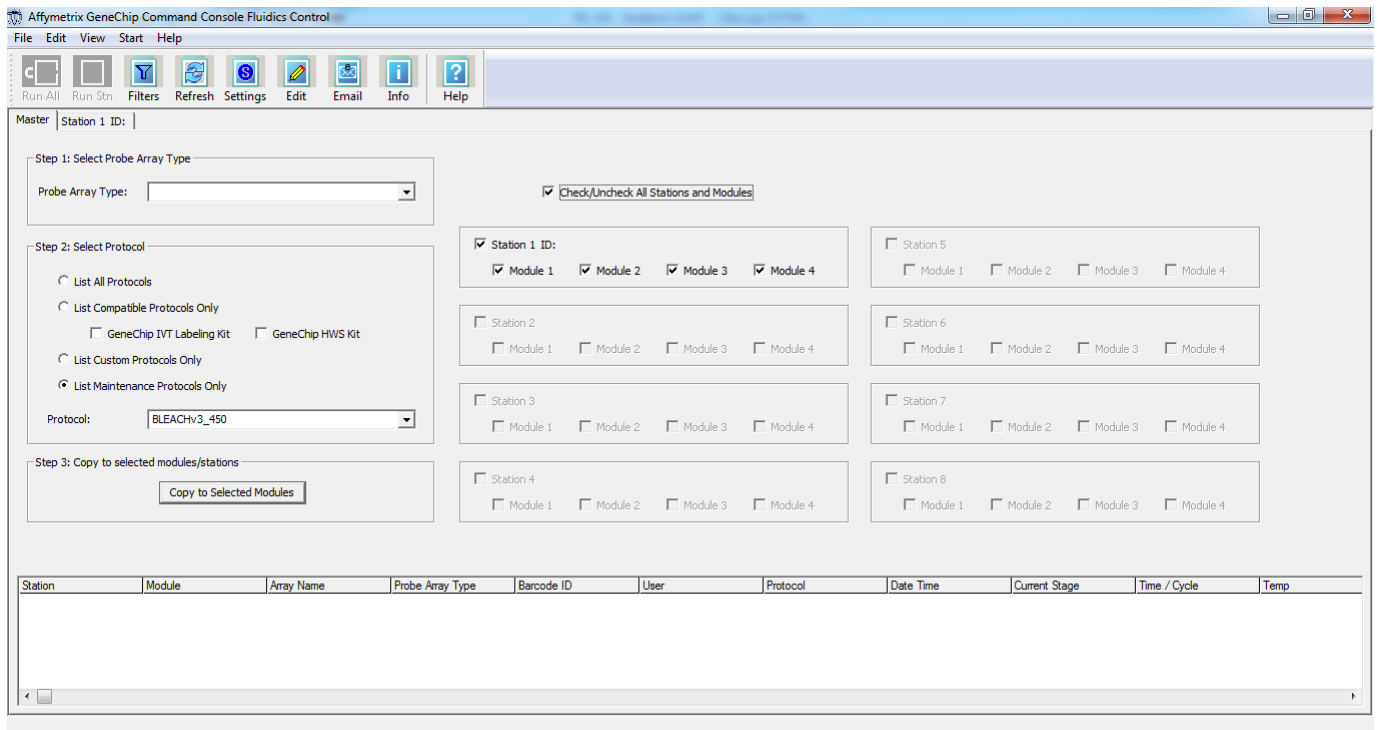 Affymetrix GeneChip Command Console Fluidics Control
File Edit View Start Help
Run All Run Stn Filters Refresh Settings Edit Email Info Help
Master Station 1 ID:
Step 1: Select Probe Array Type
Probe Array Type:
Check/Uncheck All Stations and Modules
Step 2: Select Protocol
List All Protocols
List Compatible Protocols Only
GeneChip IVT Labeling Kit GeneChip HWS Kit
List Custom Protocols Only
List Maintenance Protocols Only
Protocol: BLEACHv3_450
Step 3: Copy to selected modules/stations
Copy to Selected Modules
Station 1 ID:
Module 1 Module 2 Module 3 Module 4
Station 2
Module 1 Module 2 Module 3 Module 4
Station 3
Module 1 Module 2 Module 3 Module 4
Station 4
Module 1 Module 2 Module 3 Module 4
Station 5
Module 1 Module 2 Module 3 Module 4
Station 6
Module 1 Module 2 Module 3 Module 4
Station 7
Module 1 Module 2 Module 3 Module 4
Station 8
Module 1 Module 2 Module 3 Module 4
Station Module Array Name Probe Array Type Barcode ID User Protocol Date Time Current Stage Time / Cycle Temp